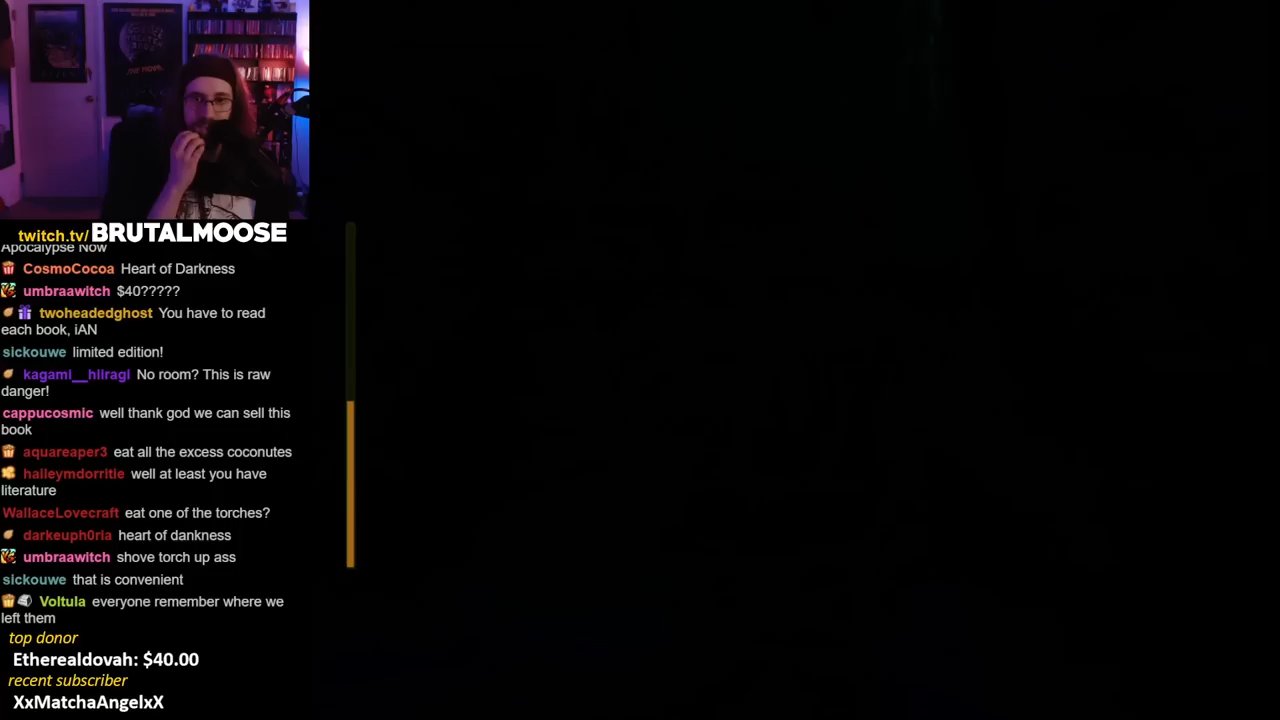 twitch.tv/BRUTALMOOSE
Apocalypse Now
CosmoCocoa Heart of Darkness
umbraawitch $40?????
twoheadedghost You have to read
each book, iAN
sickouwe limited edition!
kagami__hiiragi No room? This is raw
danger!
cappucosmic well thank god we can sell this
book
aquareaper3 eat all the excess coconutes
haileymdorritie well at least you have
literature
WallaceLovecraft eat one of the torches?
darkeuph0ria heart of dankness
umbraawitch shove torch up ass
sickouwe that is convenient
Voltula everyone remember where we
left them
top donor
Etherealdovah: $40.00
recent subscriber
XxMatchaAngelxX